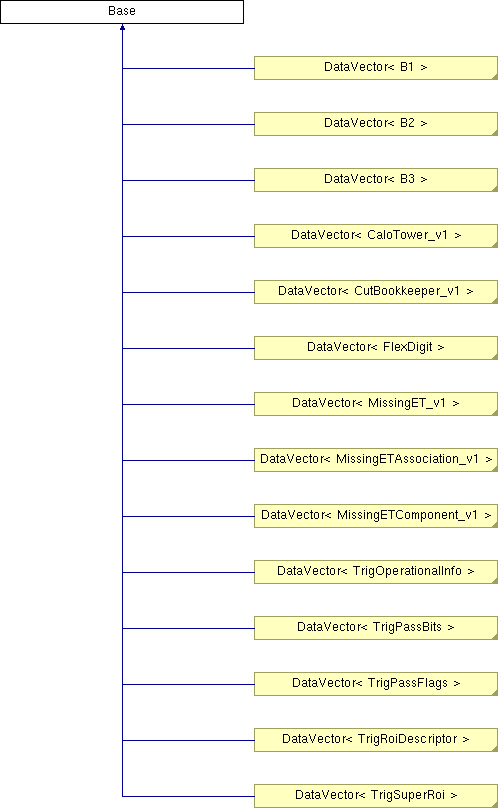 Base
DataVector< B1 >
DataVector< B2 >
DataVector< B3 >
DataVector< CaloTower_v1 >
DataVector< CutBookkeeper_v1 >
DataVector< FlexDigit >
DataVector< MissingET_v1 >
DataVector< MissingETAssociation_v1 >
DataVector< MissingETComponent_v1 >
DataVector< TrigOperationalInfo >
DataVector< TrigPassBits >
DataVector< TrigPassFlags >
DataVector< TrigRoiDescriptor >
DataVector< TrigSuperRoi >